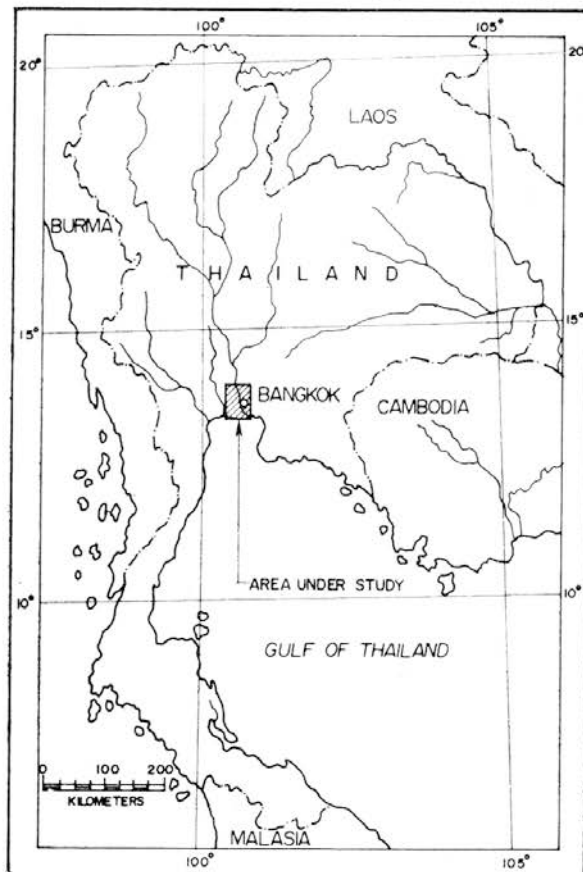 100°
105°
20°
20
LAOS
BURMA
THAILAND
15°
15°
BANGKOK
CAMBODIA
AREA UNDER STUDY
10°
10°
GULF OF THAILAND
0 100 200
KILOMETERS
MALASIA
100°
105°